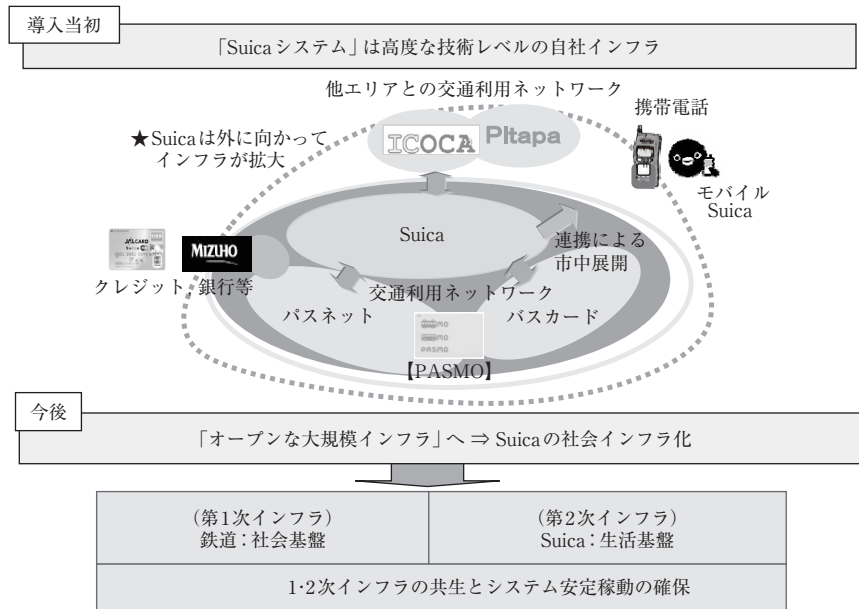 導入当初
「Suicaシステム」は高度な技術レベルの自社インフラ
他エリアとの交通利用ネットワーク
★Suicaは外に向かって
インフラが拡大
ICOCA
PItapa
携帯電話
モバイル
Suica
Suica
連携による
市中展開
JALCARD
Suica
MIZUHO
クレジット，銀行等
交通利用ネットワーク
パスネット
バスカード
PASMO
【PASMO】
今後
「オープンな大規模インフラ」へ ⇒ Suicaの社会インフラ化
（第1次インフラ）
鉄道：社会基盤
（第2次インフラ）
Suica：生活基盤
1・2次インフラの共生とシステム安定稼動の確保